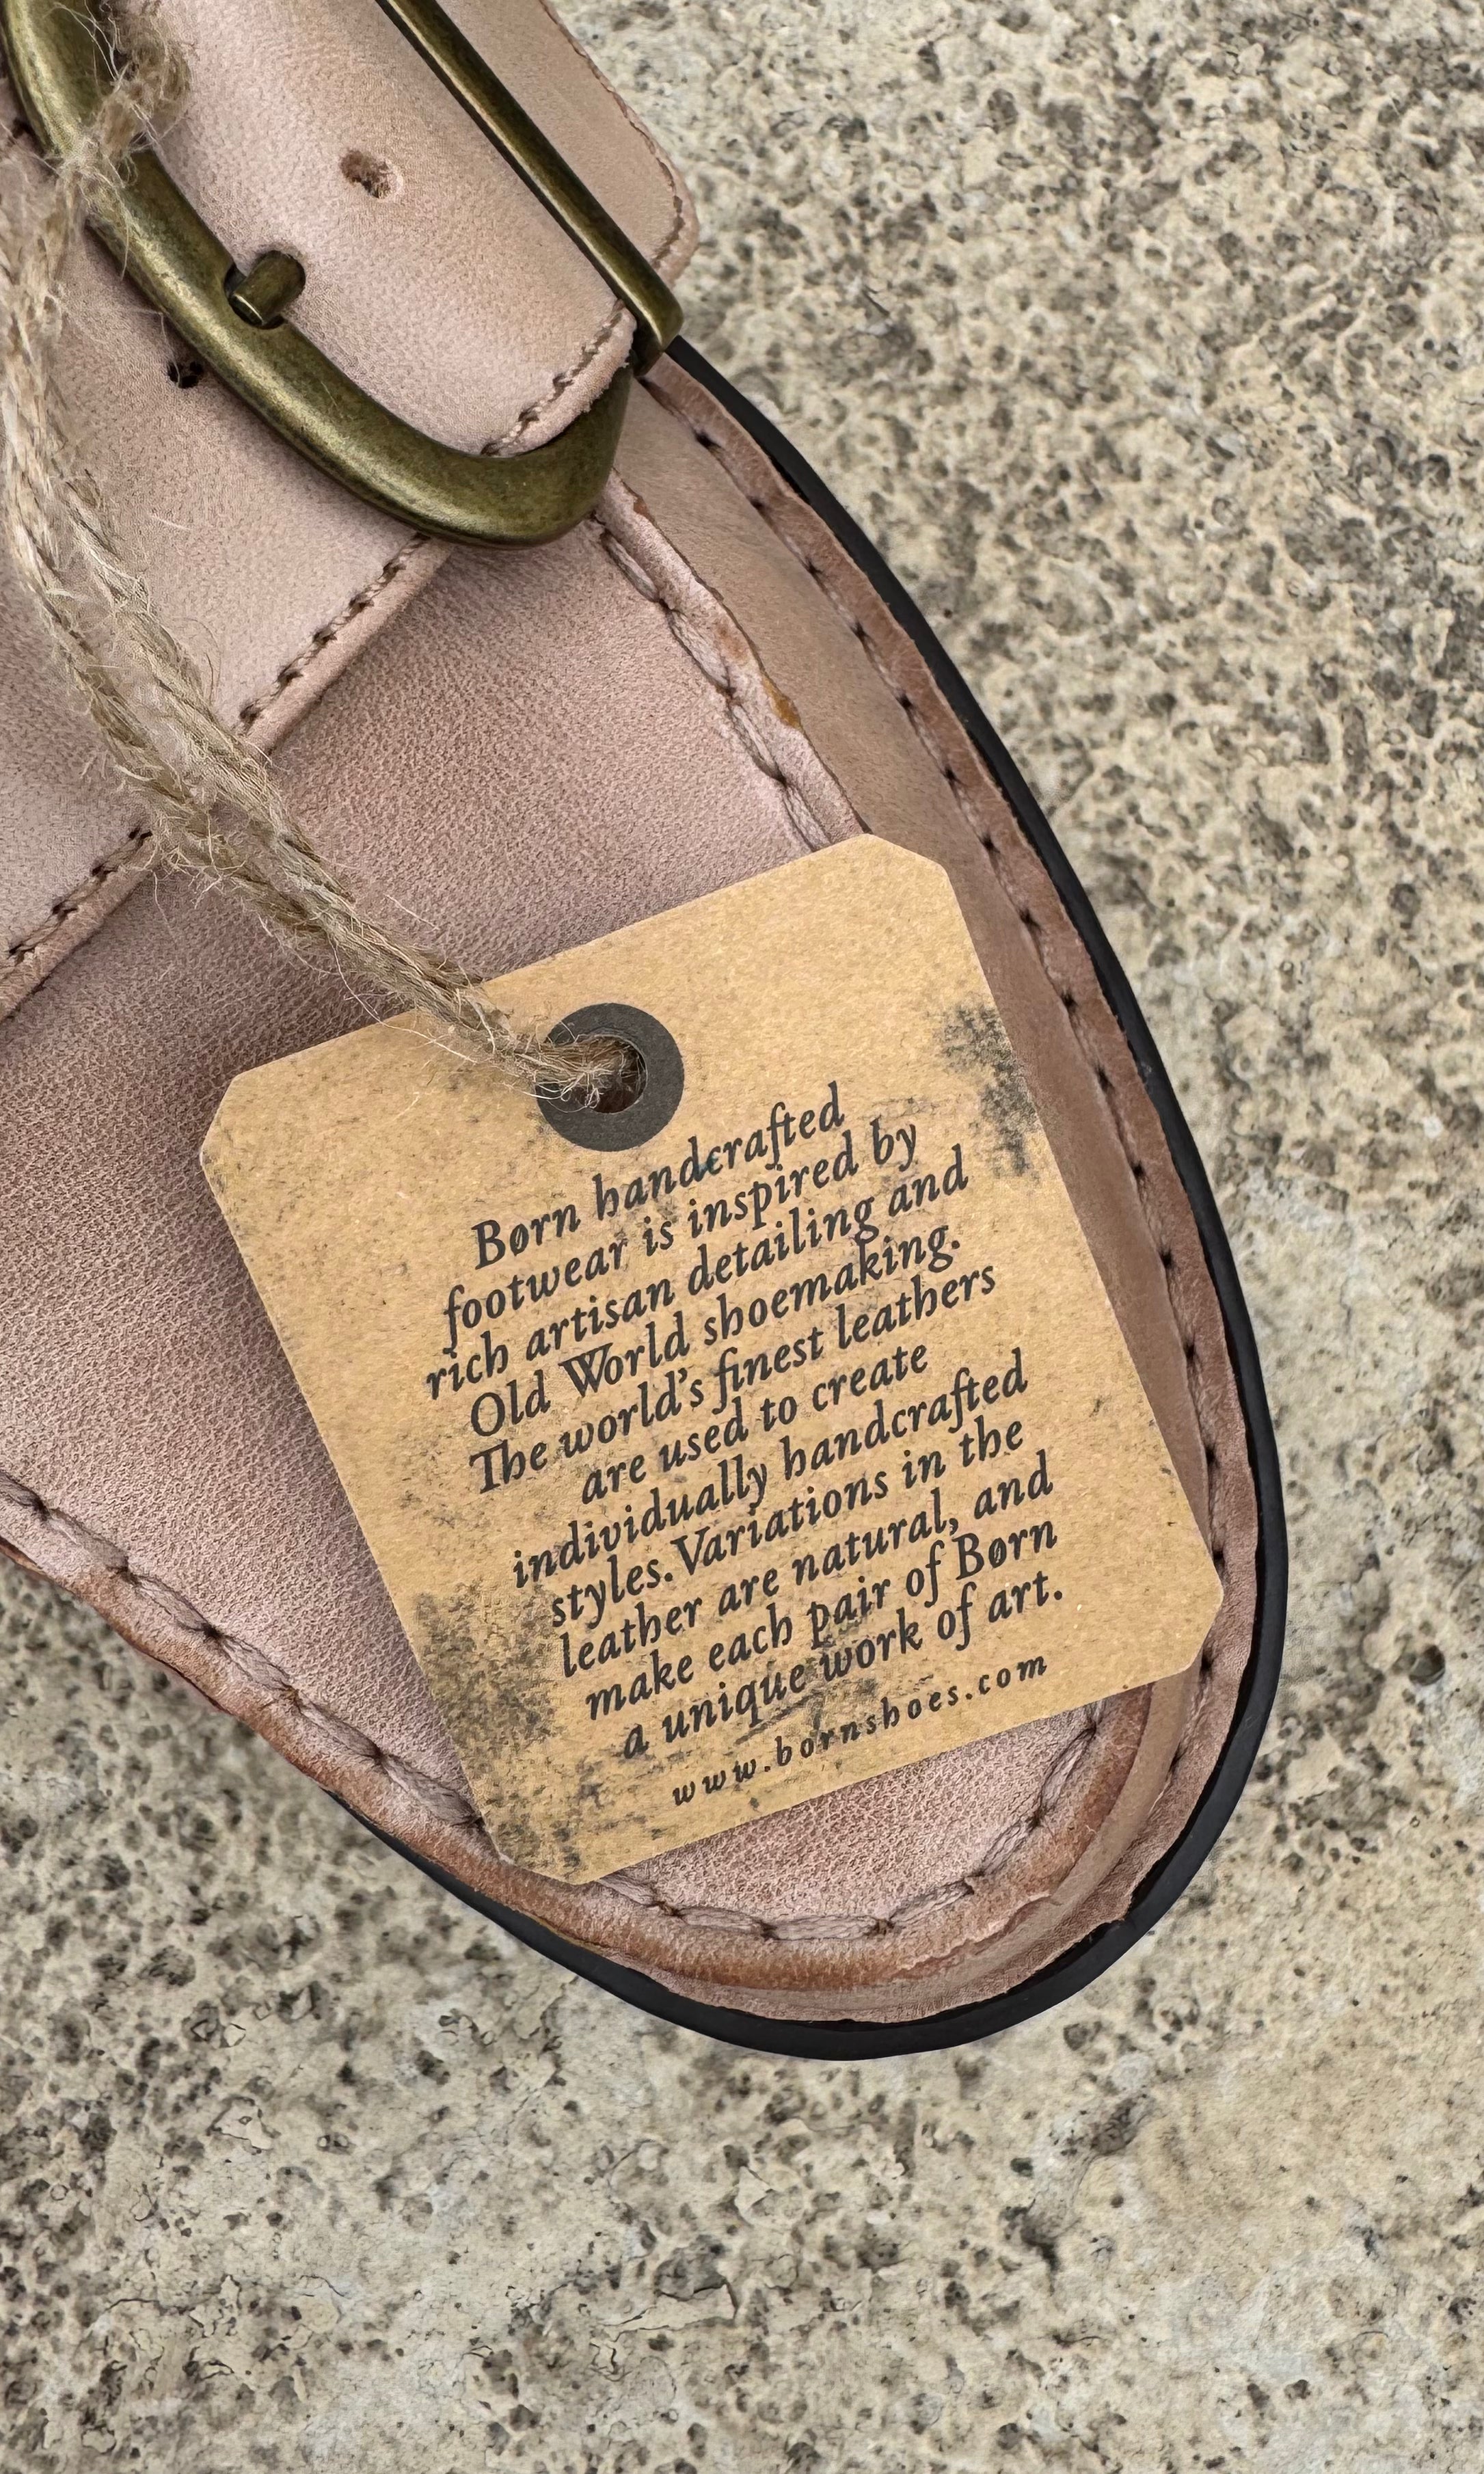 Børn handcrafted
footwear is inspired by
rich artisan detailing and
Old World shoemaking.
The world's finest leathers
are used to create
individually handcrafted
styles. Variations in the
leather are natural, and
make each pair of Børn
a unique work of art.
www.bornshoes.com